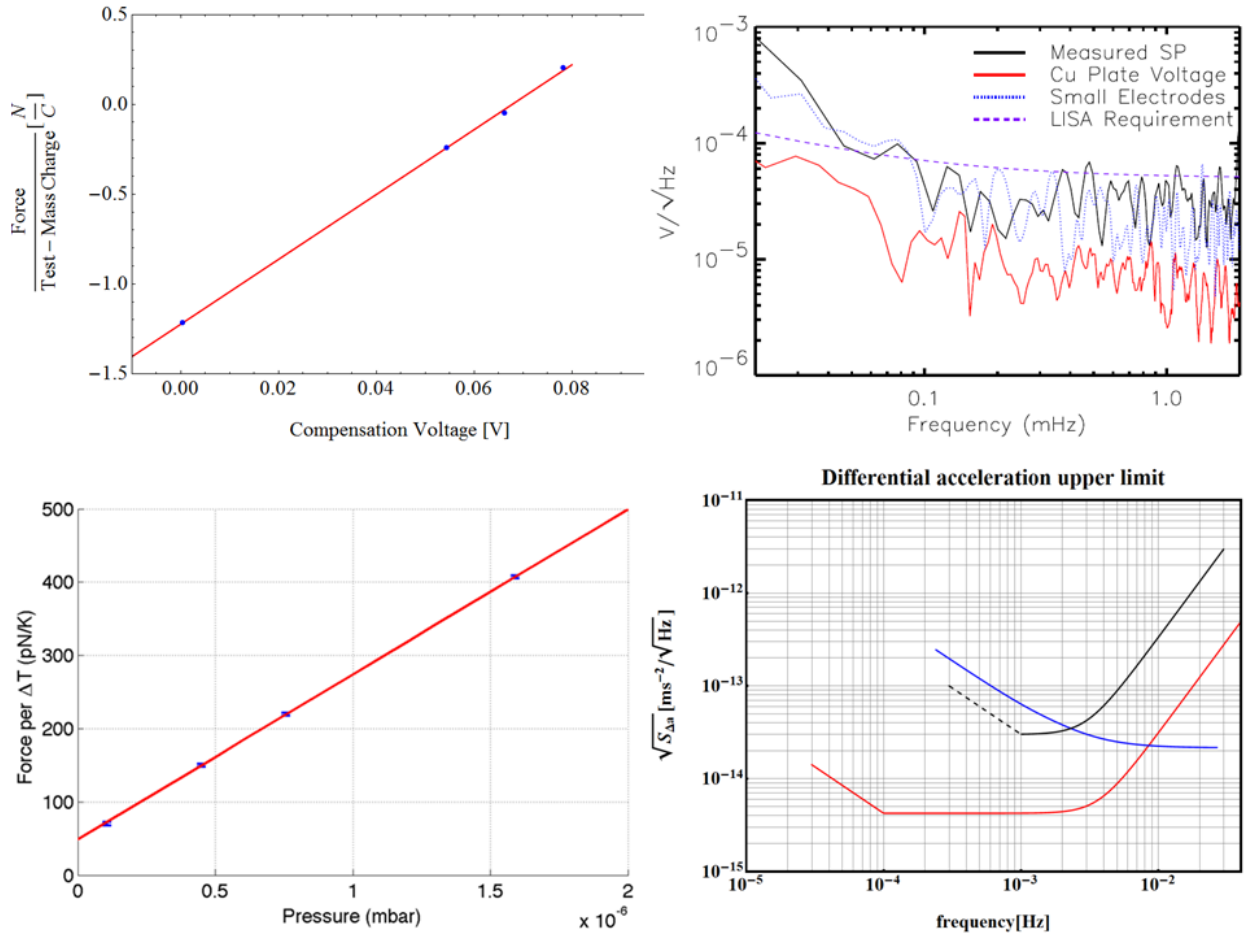 0.5
0.0
−0.5
−1.0
−1.5
Force
Test − Mass Charge
[N/C]
0.00 0.02 0.04 0.06 0.08
Compensation Voltage [V]
10⁻³
10⁻⁴
10⁻⁵
10⁻⁶
V/√Hz
Measured SP
Cu Plate Voltage
Small Electrodes
LISA Requirement
0.1 1.0
Frequency (mHz)
500
400
300
200
100
0
Force per ΔT (pN/K)
0 0.5 1 1.5 2
x 10⁻⁶
Pressure (mbar)
Differential acceleration upper limit
10⁻¹¹
10⁻¹²
10⁻¹³
10⁻¹⁴
10⁻¹⁵
√S_Δa [ms⁻²/√Hz]
10⁻⁵ 10⁻⁴ 10⁻³ 10⁻²
frequency[Hz]